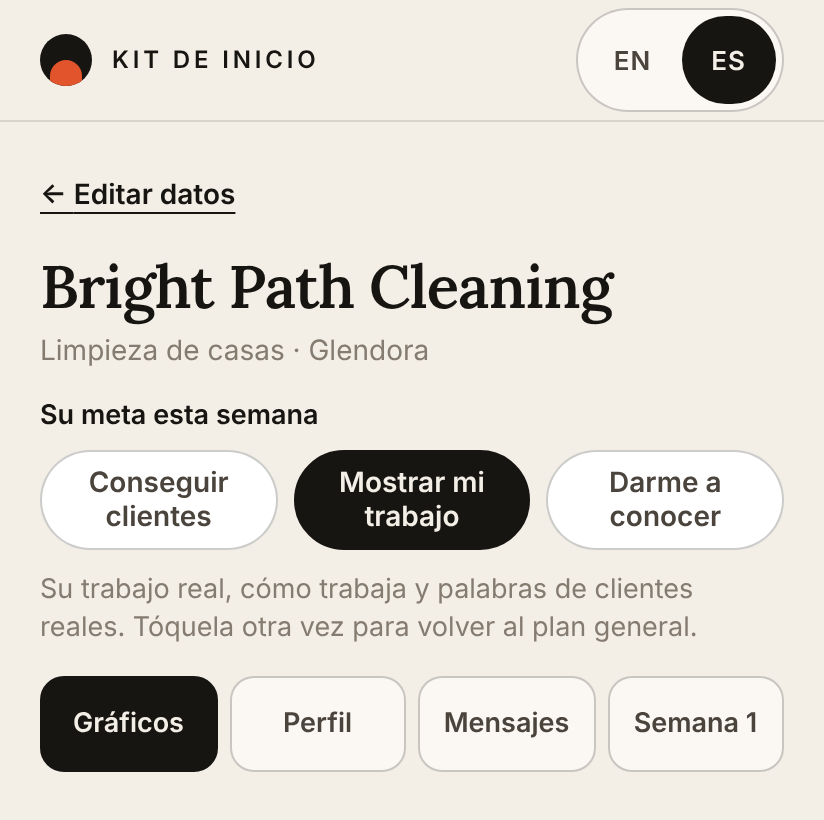 KIT DE INICIO
EN ES
← Editar datos
Bright Path Cleaning
Limpieza de casas · Glendora
Su meta esta semana
Conseguir clientes
Mostrar mi trabajo
Darme a conocer
Su trabajo real, cómo trabaja y palabras de clientes
reales. Tóquela otra vez para volver al plan general.
Gráficos
Perfil
Mensajes
Semana 1